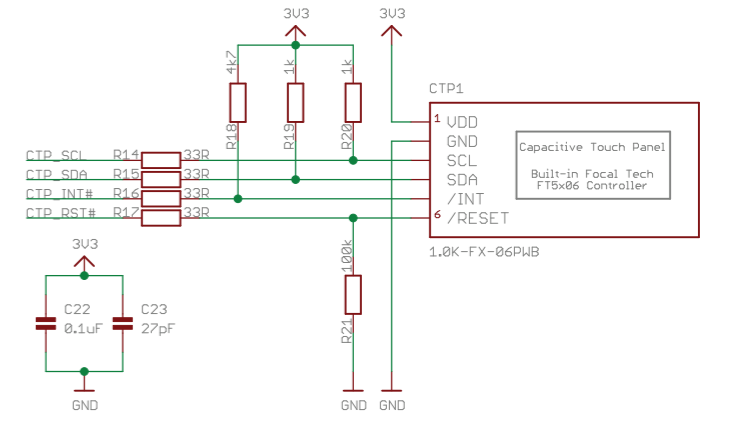 3V3
3V3
4k7
1k
1k
CTP1
R18
R19
R20
1 VDD
GND
SCL
SDA
/INT
6 /RESET
Capacitive Touch Panel
Built-in Focal Tech
FT5x06 Controller
1.0K-FX-06PWB
CTP_SCL R14 33R
CTP_SDA R15 33R
CTP_INT# R16 33R
CTP_RST# R17 33R
3V3
100k
R21
C22
0.1uF
C23
27pF
GND
GND
GND